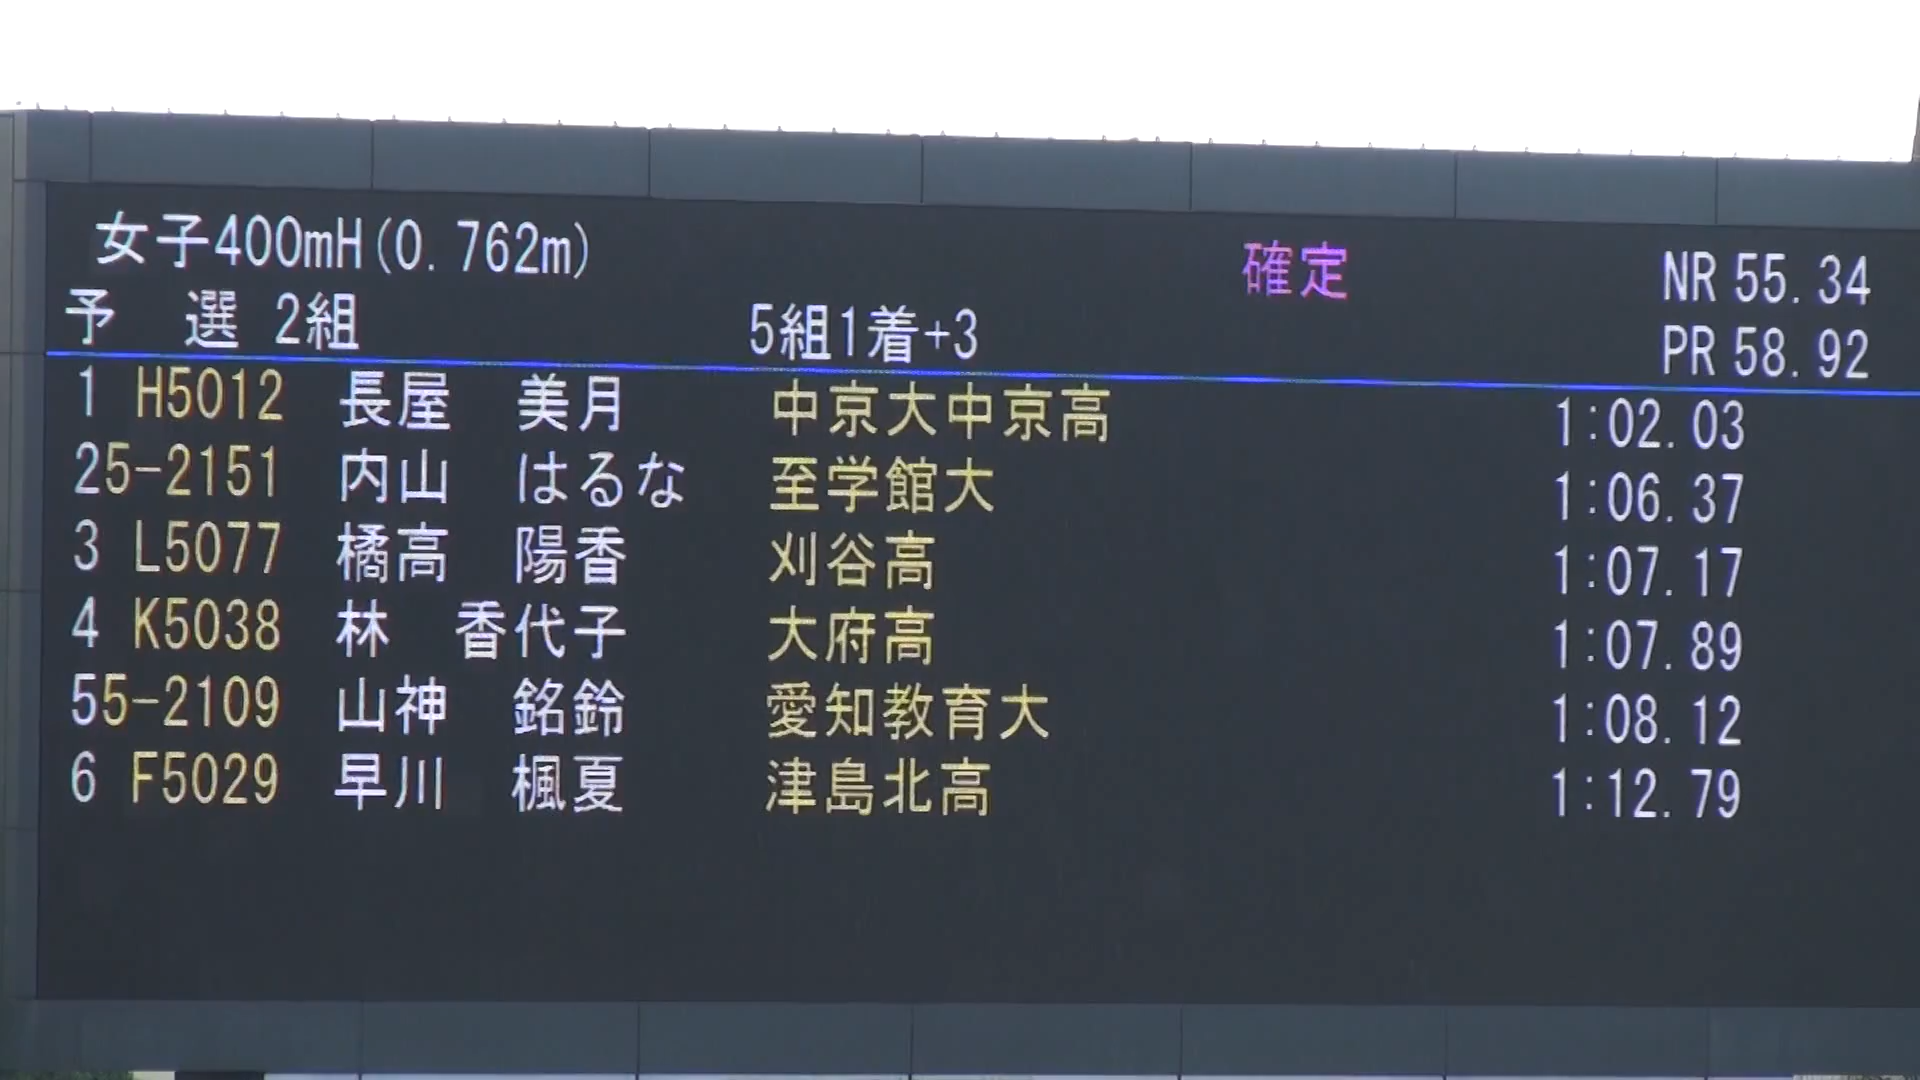 女子400mH(0.762m) 確定 NR 55.34
予 選 2組 5組1着+3 PR 58.92
1 H5012 長屋 美月 中京大中京高 1:02.03
25-2151 内山 はるな 至学館大 1:06.37
3 L5077 橘高 陽香 刈谷高 1:07.17
4 K5038 林 香代子 大府高 1:07.89
55-2109 山神 銘鈴 愛知教育大 1:08.12
6 F5029 早川 楓夏 津島北高 1:12.79